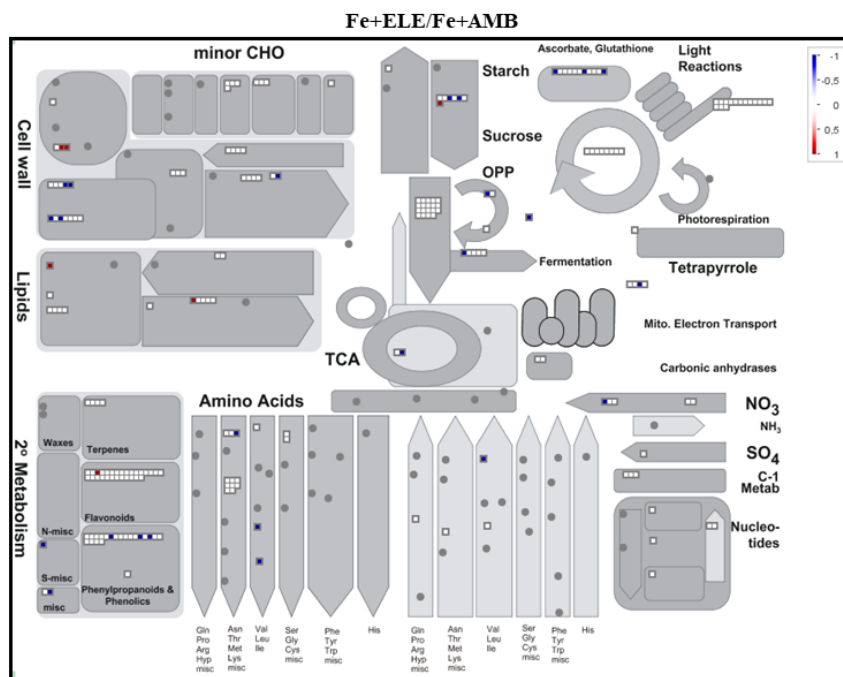 Fe+ELE/Fe+AMB
minor CHO
Ascorbate, Glutathione
Light
Reactions
-1
-0,5
0
0,5
1
Starch
Sucrose
Cell wall
OPP
Photorespiration
Fermentation
Tetrapyrrole
Lipids
Mito. Electron Transport
TCA
Carbonic anhydrases
Amino Acids
NO3
NH3
SO4
C-1
Metab
Nucleo-
tides
2° Metabolism
Waxes
Terpenes
Flavonoids
N-misc
S-misc
Phenylpropanoids &
Phenolics
misc
Gln
Pro
Arg
Hyp
misc
Asn
Thr
Met
Lys
misc
Val
Leu
Ile
Ser
Gly
Cys
misc
Phe
Tyr
Trp
misc
His
Gln
Pro
Arg
Hyp
misc
Asn
Thr
Met
Lys
misc
Val
Leu
Ile
Ser
Gly
Cys
misc
Phe
Tyr
Trp
misc
His